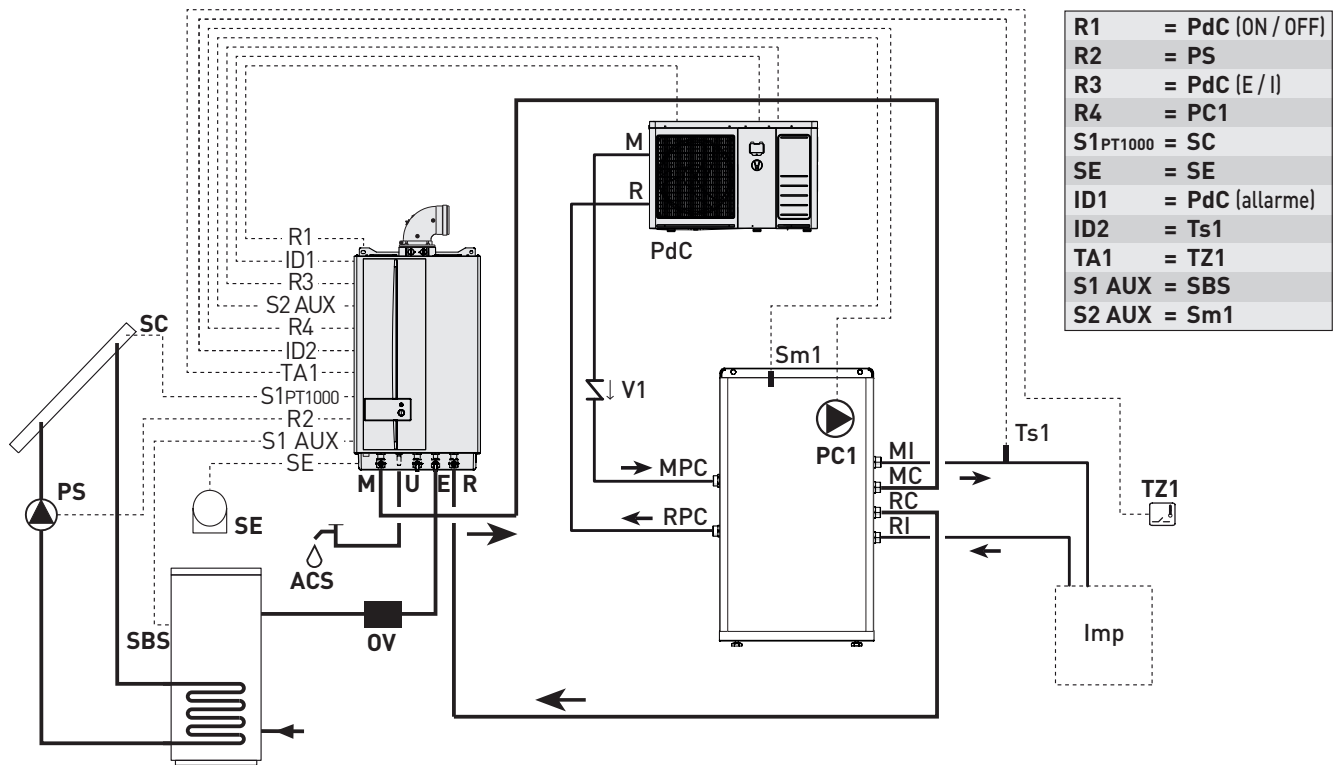 R1 = PdC (ON / OFF)
R2 = PS
R3 = PdC (E / I)
R4 = PC1
S1PT1000 = SC
SE = SE
ID1 = PdC (allarme)
ID2 = Ts1
TA1 = TZ1
S1 AUX = SBS
S2 AUX = Sm1
M
R
PdC
R1
ID1
R3
S2 AUX
R4
ID2
TA1
S1PT1000
R2
S1 AUX
SE
SC
Sm1
V1
PC1
MI
MC
RC
RI
Ts1
TZ1
MPC
RPC
M U E R
PS
SE
ACS
SBS
OV
Imp